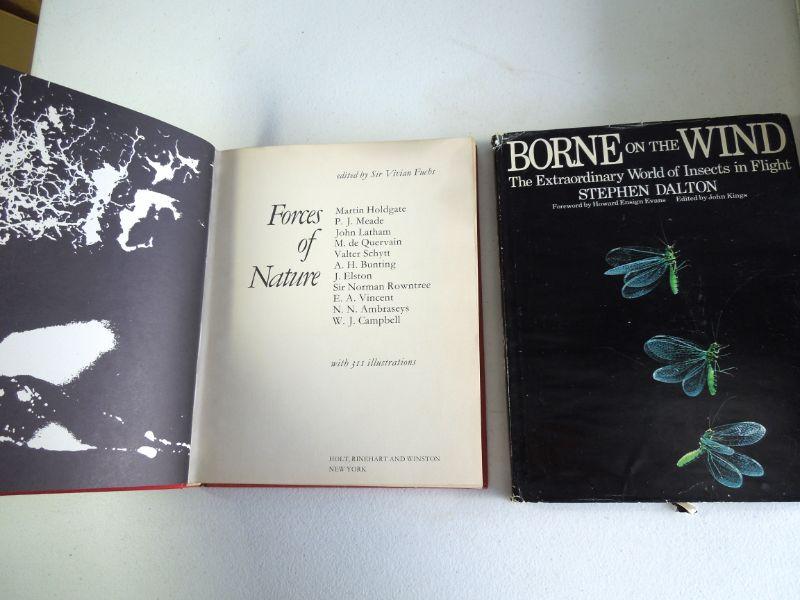 edited by Sir Vivian Fuchs
Forces
of
Nature
Martin Holdgate
P. J. Meade
John Latham
M. de Quervain
Valter Schytt
A. H. Bunting
J. Elston
Sir Norman Rowntree
E. A. Vincent
N. N. Ambraseys
W. J. Campbell
with 311 illustrations
HOLT, RINEHART AND WINSTON
NEW YORK
BORNE ON THE WIND
The Extraordinary World of Insects in Flight
STEPHEN DALTON
Foreword by Howard Ensign Evans Edited by John Kings